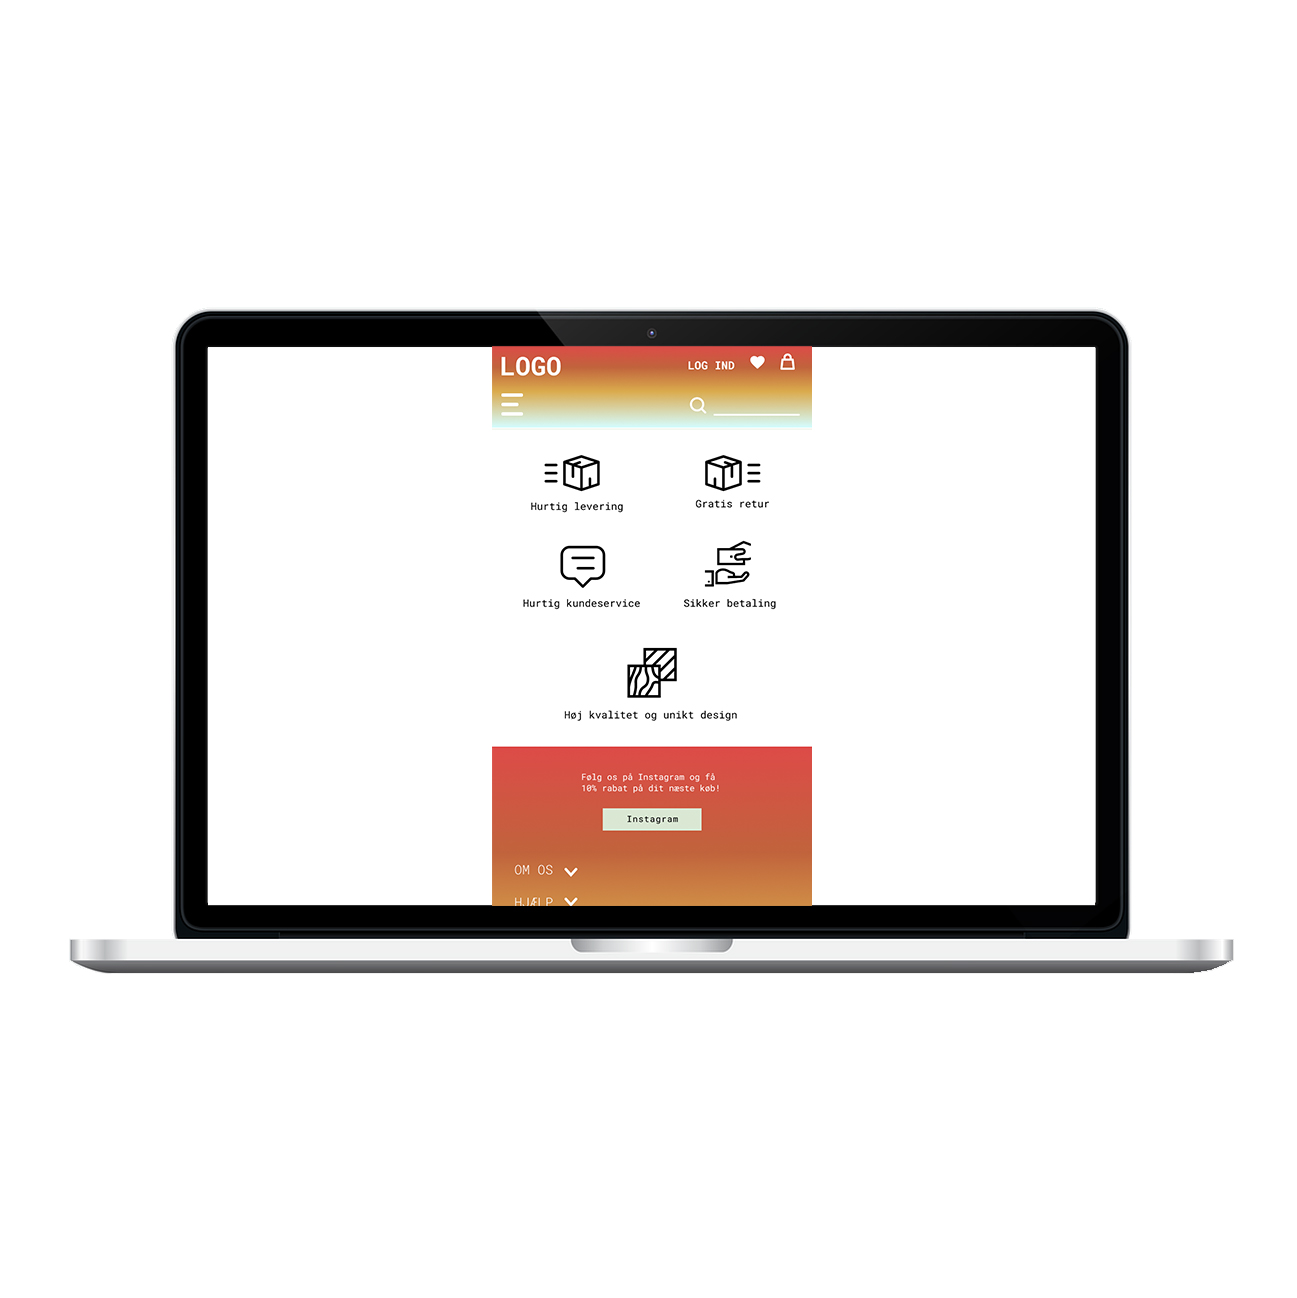 LOGO
LOG IND
Hurtig levering
Gratis retur
Hurtig kundeservice
Sikker betaling
Høj kvalitet og unikt design
Følg os på Instagram og få
10% rabat på dit næste køb!
Instagram
OM OS
HJÆLP